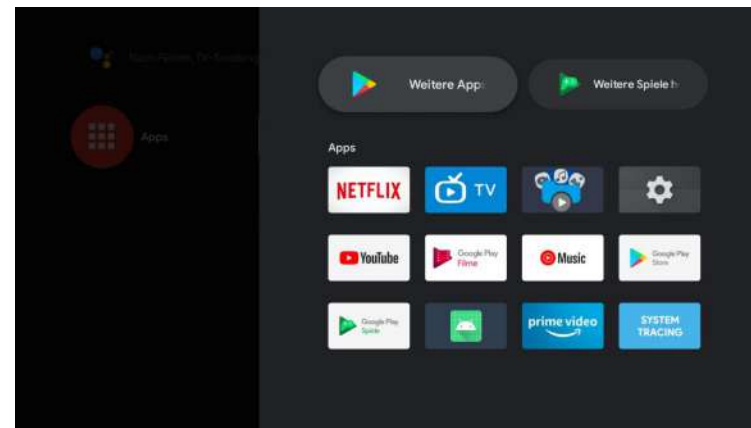 Apps
Weitere App
Weitere Spiele h
Apps
NETFLIX
TV
YouTube
Google Play
Filme
Music
Google Play
Store
Google Play
Spiele
prime video
SYSTEM
TRACING